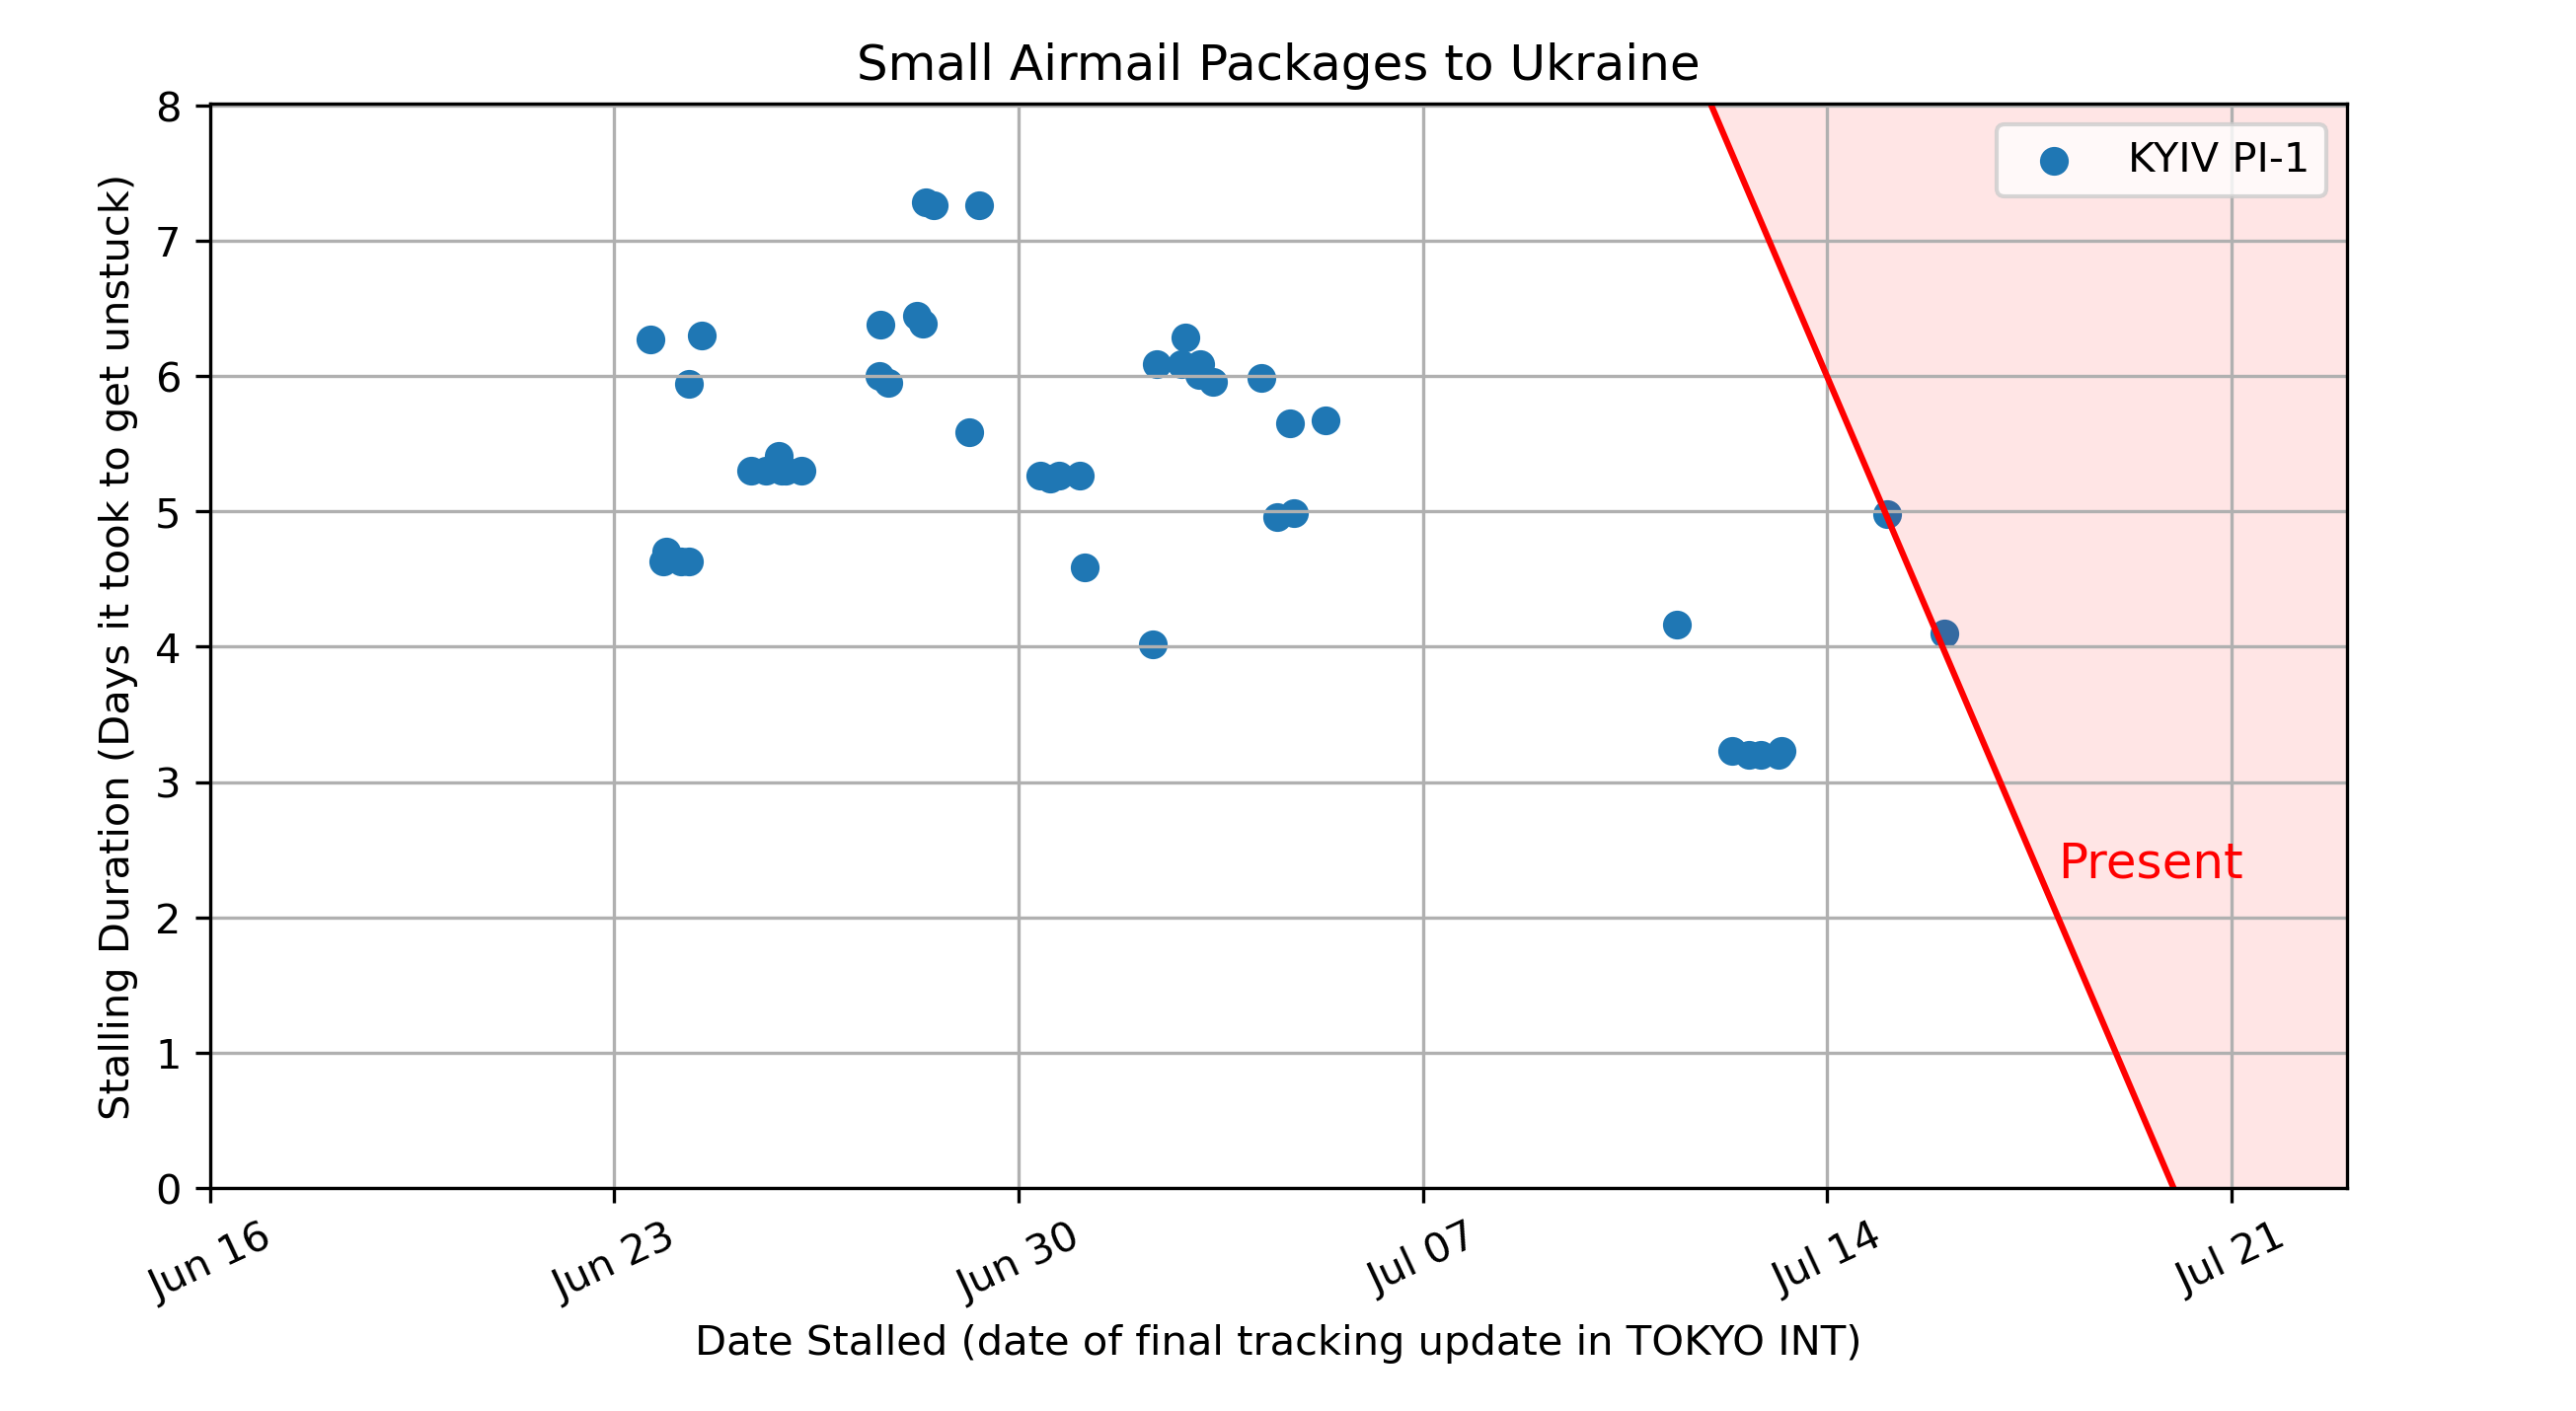 Small Airmail Packages to Ukraine
8
7
6
5
4
3
2
1
0
Stalling Duration (Days it took to get unstuck)
KYIV PI-1
Present
Jun 16
Jun 23
Jun 30
Jul 07
Jul 14
Jul 21
Date Stalled (date of final tracking update in TOKYO INT)